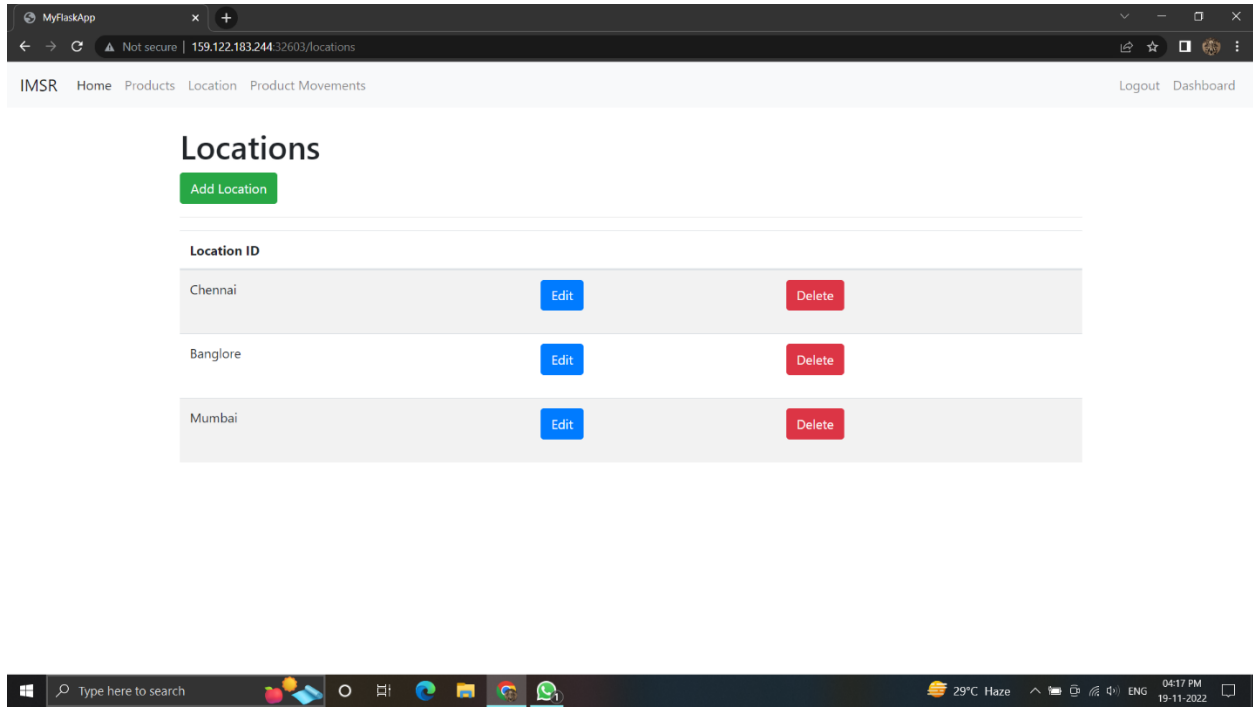 MyFlaskApp
Not secure | 159.122.183.244:32603/locations
IMSR Home Products Location Product Movements Logout Dashboard
Locations
Add Location
Location ID
Chennai Edit Delete
Banglore Edit Delete
Mumbai Edit Delete
Type here to search 1 29°C Haze ENG 04:17 PM
19-11-2022